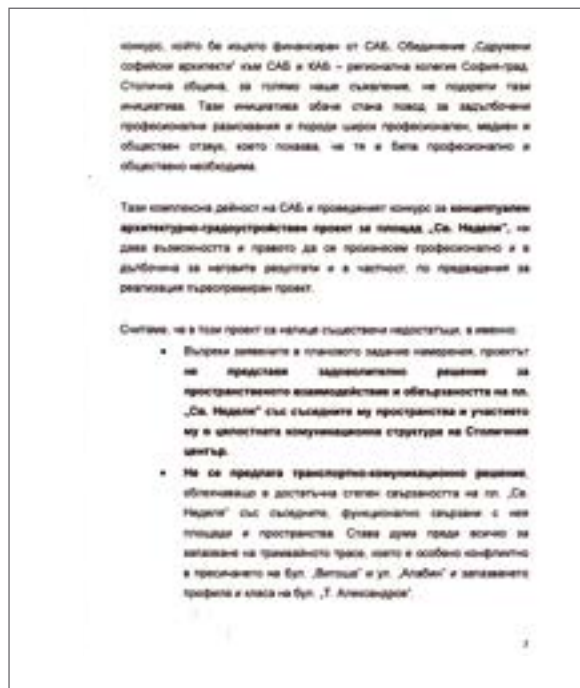 конкурс, който бе изцяло финансиран от САБ, Обединение „Сдружени
софийски архитекти“ към САБ и КАБ – регионална колегия София-град.
Столична община, за голямо наше съжаление, не подкрепи тази
инициатива. Тази инициатива обаче стана повод за задълбочени
професионални разисквания и породи широк професионален, медиен и
обществен отзвук, което показва, че тя е била професионално и
обществено необходима.
Тази комплексна дейност на САБ и проведеният конкурс за концептуален
архитектурно-градоустройствен проект за площад „Св. Неделя“, ни
дава възможността и правото да се произнесем професионално и в
дълбочина за неговите резултати и в частност, по предвидения за
реализация първопремиран проект.
Считаме, че в този проект са налице съществени недостатъци, а именно:
• Въпреки заявените в плановото задание намерения, проектът
не представя задоволително решение за
пространственото взаимодействие и обвързаността на пл.
„Св. Неделя“ със съседните му пространства и участието
му в цялостната комуникационна структура на Столичния
център.
• Не се предлага транспортно-комуникационно решение,
облекчаващо в достатъчна степен свързаността на пл. „Св.
Неделя“ със съседните, функционално свързани с нея
площади и пространства. Става дума преди всичко за
запазване на трамвайното трасе, което е особено конфликтно
в пресичането на бул. „Витоша“ и ул. „Алабин“ и запазването
профила и класа на бул. „Т. Александров“.